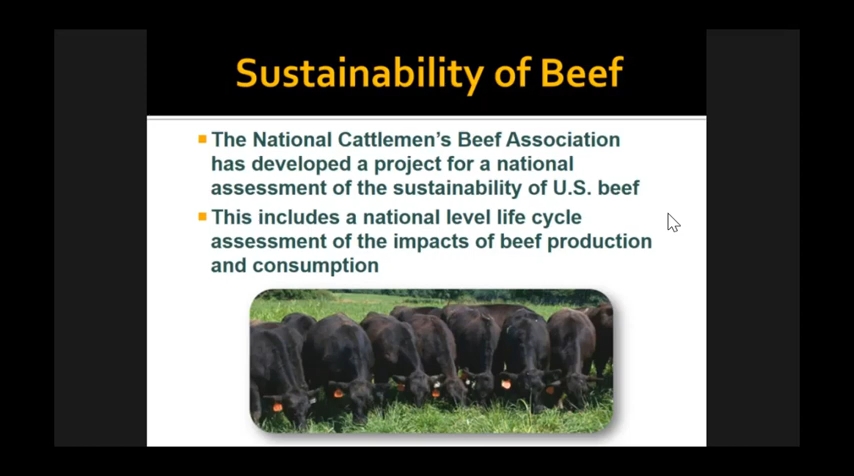 Sustainability of Beef
The National Cattlemen's Beef Association
has developed a project for a national
assessment of the sustainability of U.S. beef
This includes a national level life cycle
assessment of the impacts of beef production
and consumption